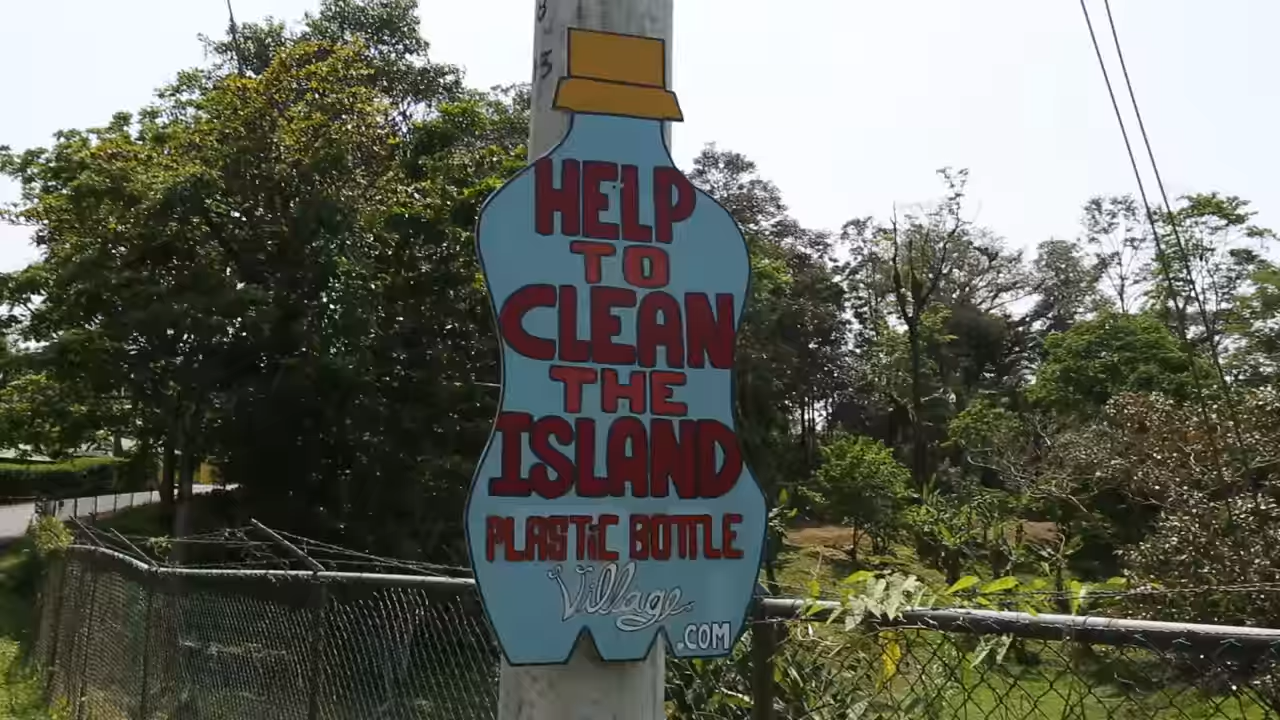 HELP
TO
CLEAN
THE
ISLAND
PLASTIC BOTTLE
Village
.COM